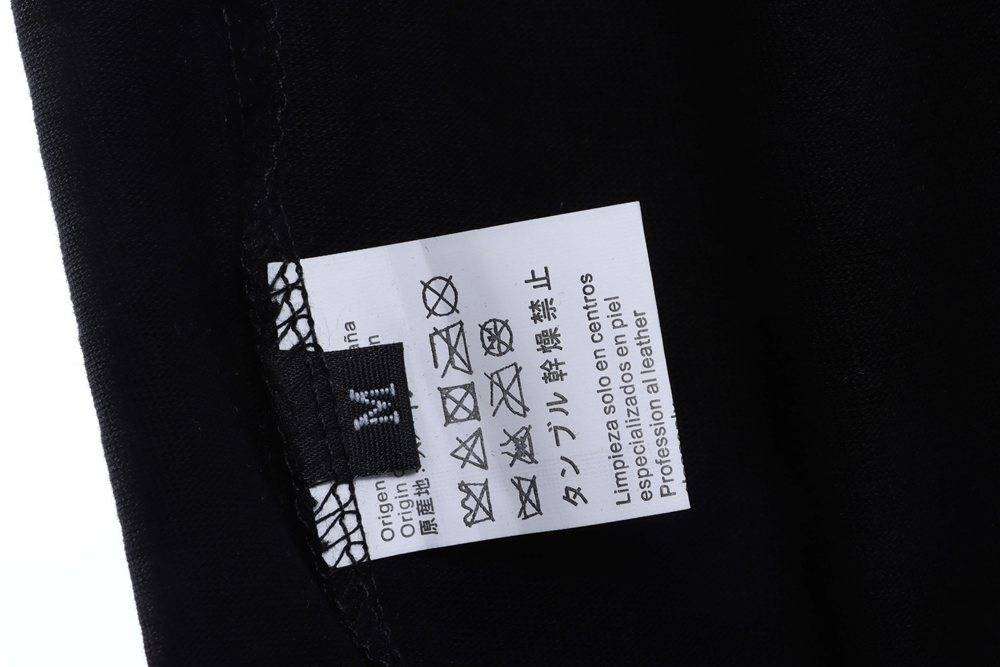 M
Origen
Origin
原産地:
タンブル幹燥禁止
Limpieza solo en centros
especializados en piel
Profession al leather